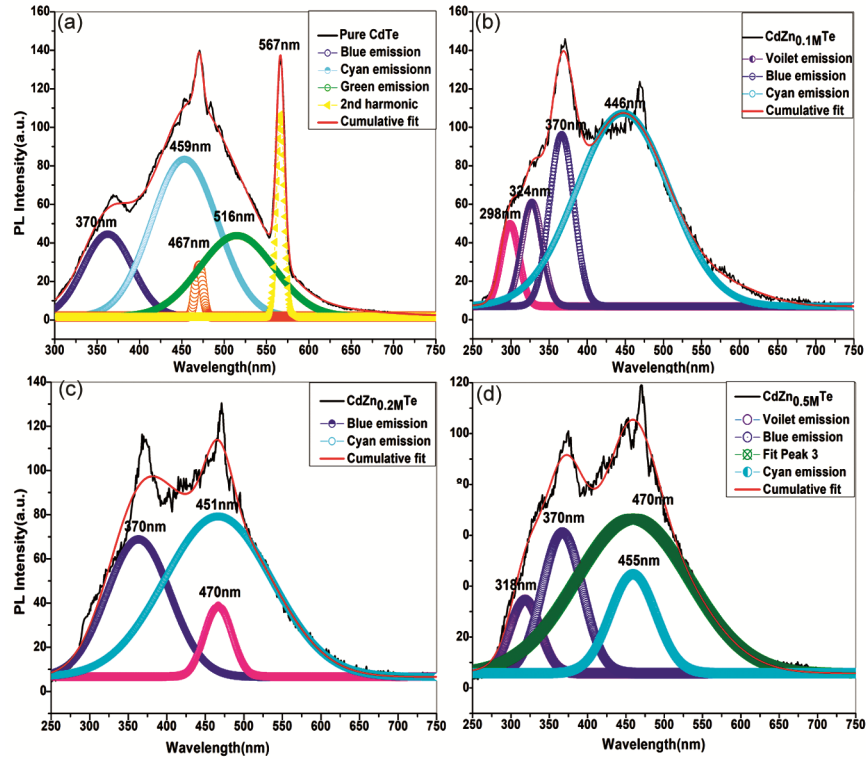 (a)
Pure CdTe
Blue emission
Cyan emissionn
Green emission
2nd harmonic
Cumulative fit
567nm
459nm
370nm
516nm
467nm
PL Intensity(a.u.)
160
140
120
100
80
60
40
20
0
300 350 400 450 500 550 600 650 700 750
Wavelength(nm)
(b)
CdZn0.1MTe
Voilet emission
Blue emission
Cyan emission
Cumulative fit
446nm
370nm
324nm
298nm
160
140
120
100
80
60
40
20
0
250 300 350 400 450 500 550 600 650 700 750
Wavelength(nm)
(c)
CdZn0.2MTe
Blue emission
Cyan emission
Cumulative fit
370nm
451nm
470nm
PL Intensity(a.u.)
140
120
100
80
60
40
20
0
250 300 350 400 450 500 550 600 650 700 750
Wavelength(nm)
(d)
CdZn0.5MTe
Voilet emission
Blue emission
Fit Peak 3
Cyan emission
Cumulative fit
470nm
370nm
455nm
318nm
120
100
20
0
250 300 350 400 450 500 550 600 650 700 750
Wavelength(nm)